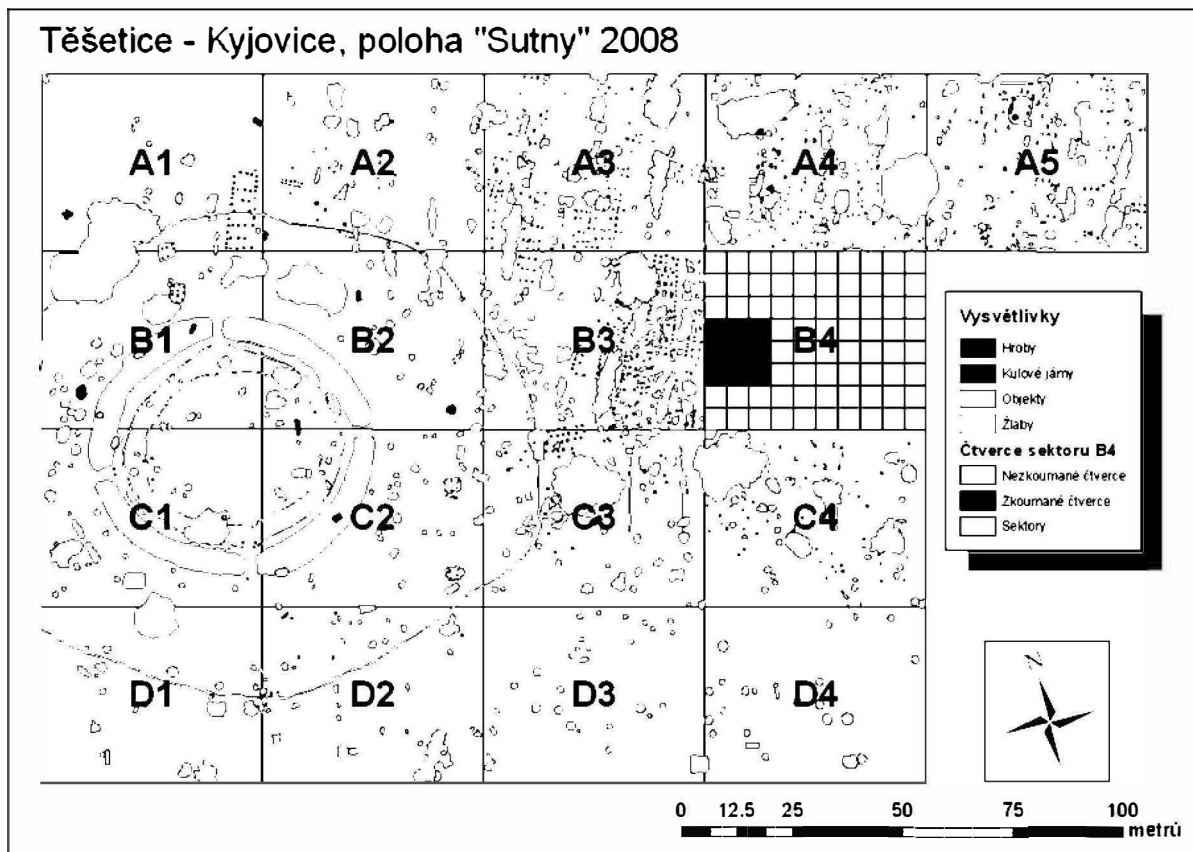 Těšetice - Kyjovice, poloha "Sutny" 2008
A1 A2 A3 A4 A5
B1 B2 B3 B4
C1 C2 C3 C4
D1 D2 D3 D4
Vysvětlivky
Hroby
Kůlové jámy
Objekty
Žlaby
Čtverce sektoru B4
Nezkoumané čtverce
Zkoumané čtverce
Sektory
N
0 12.5 25 50 75 100
metrů